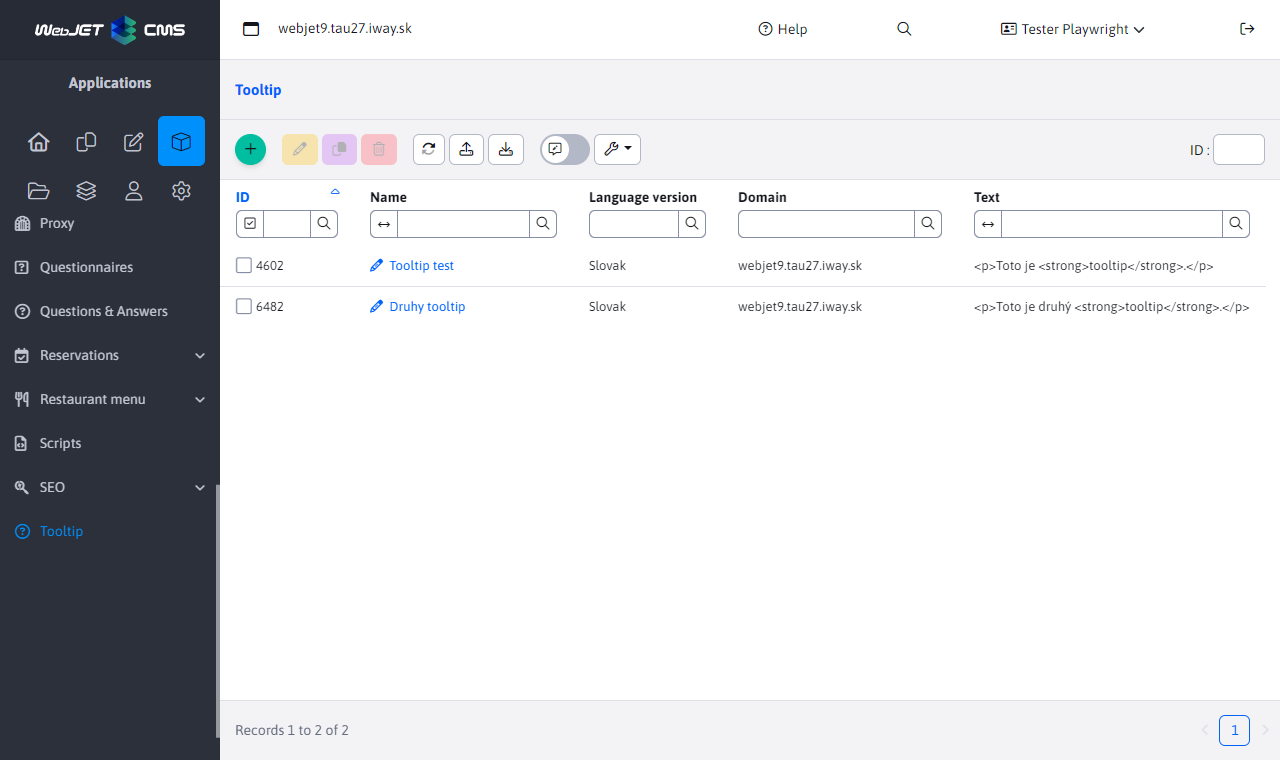 WebJET CMS
webjet9.tau27.iway.sk
Help
Tester Playwright
Applications
Proxy
Questionnaires
Questions & Answers
Reservations
Restaurant menu
Scripts
SEO
Tooltip
Tooltip
ID :
ID Name Language version Domain Text
4602 Tooltip test Slovak webjet9.tau27.iway.sk <p>Toto je <strong>tooltip</strong>.</p>
6482 Druhy tooltip Slovak webjet9.tau27.iway.sk <p>Toto je druhý <strong>tooltip</strong>.</p>
Records 1 to 2 of 2
1